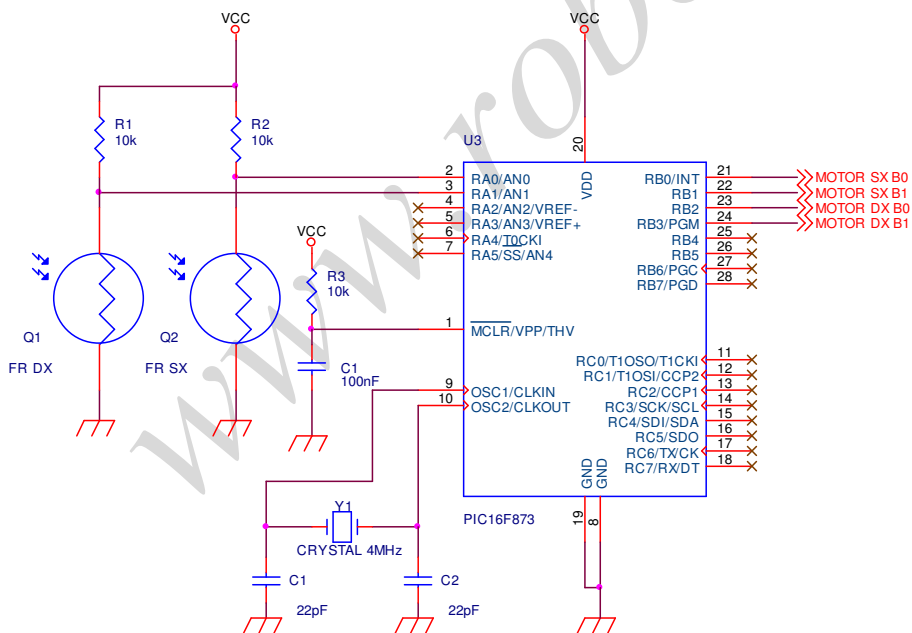 VCC
VCC
R1
10k
R2
10k
U3
20
VDD
2
RA0/AN0
3
RA1/AN1
4
RA2/AN2/VREF-
5
RA3/AN3/VREF+
6
RA4/T0CKI
7
RA5/SS/AN4
RB0/INT
21
MOTOR SX B0
RB1
22
MOTOR SX B1
RB2
23
MOTOR DX B0
RB3/PGM
24
MOTOR DX B1
RB4
25
RB5
26
RB6/PGC
27
RB7/PGD
28
VCC
R3
10k
1
MCLR/VPP/THV
Q1
FR DX
Q2
FR SX
C1
100nF
9
OSC1/CLKIN
10
OSC2/CLKOUT
RC0/T1OSO/T1CKI
11
RC1/T1OSI/CCP2
12
RC2/CCP1
13
RC3/SCK/SCL
14
RC4/SDI/SDA
15
RC5/SDO
16
RC6/TX/CK
17
RC7/RX/DT
18
GND
GND
19
8
PIC16F873
Y1
CRYSTAL 4MHz
C1
22pF
C2
22pF
www.robo